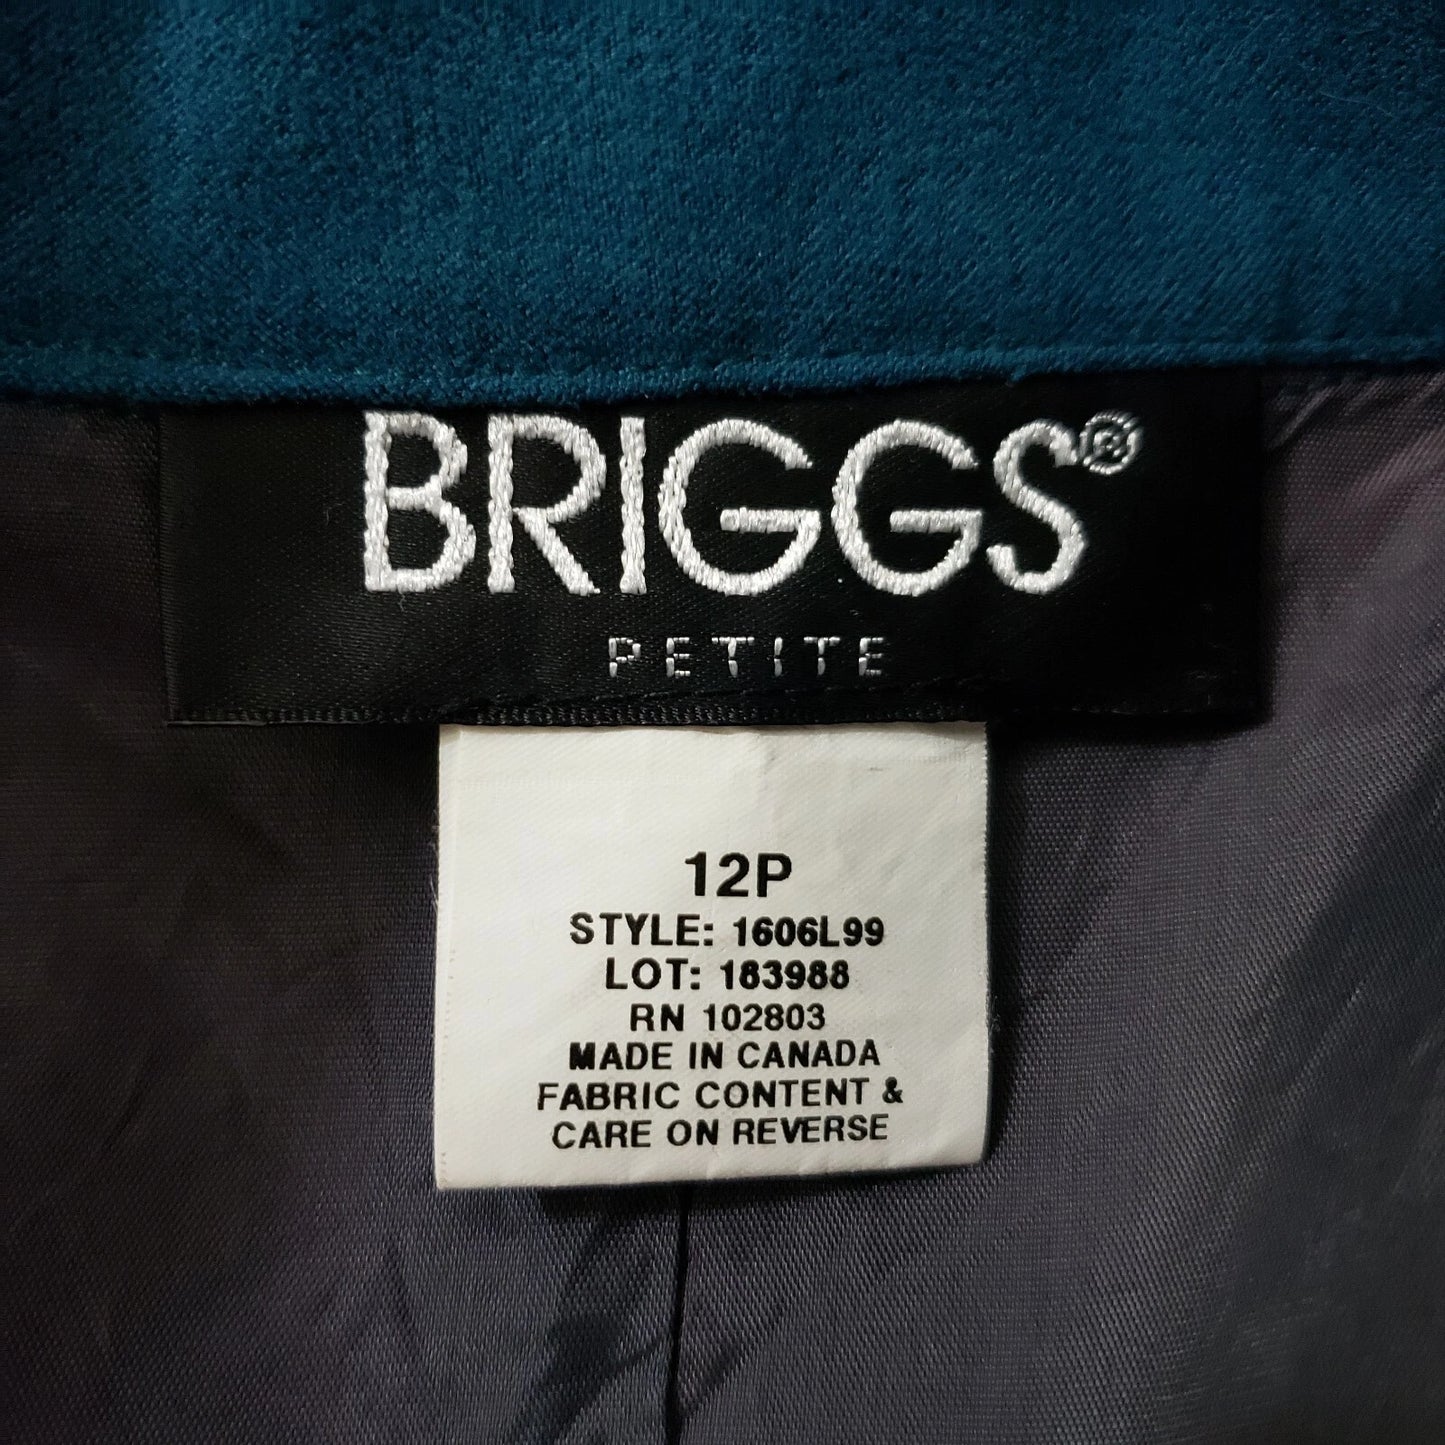 BRIGGS®
PETITE
12P
STYLE: 1606L99
LOT: 183988
RN 102803
MADE IN CANADA
FABRIC CONTENT &
CARE ON REVERSE